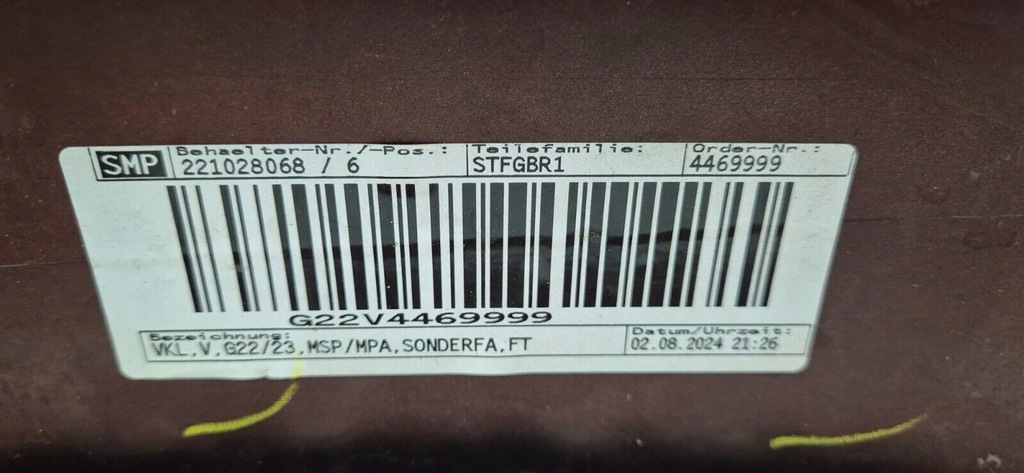 SMP Behaelter-Nr./-Pos.: Teilefamilie: Order-Nr.:
221028068 / 6 STFGBR1 4469999
G22V4469999
Bezeichnung: Datum/Uhrzeit:
VKL,V,G22/23,MSP/MPA,SONDERFA,FT 02.08.2024 21:26